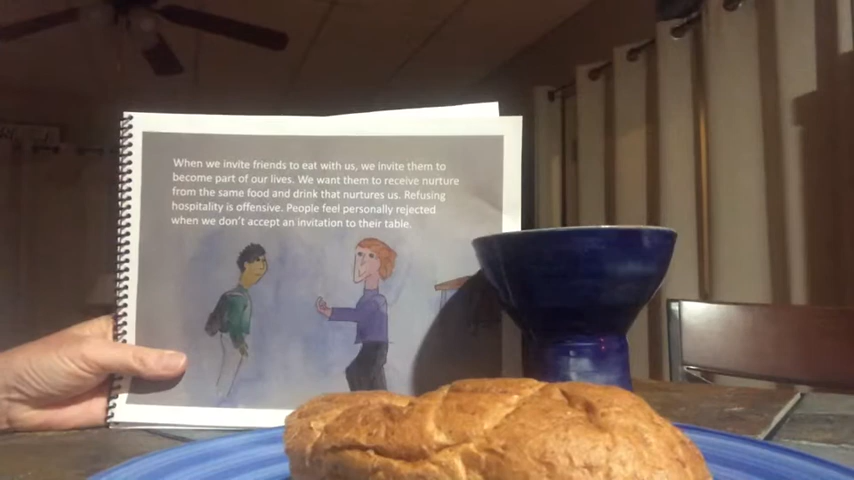 When we invite friends to eat with us, we invite them to
become part of our lives. We want them to receive nurture
from the same food and drink that nurtures us. Refusing
hospitality is offensive. People feel personally rejected
when we don't accept an invitation to their table.